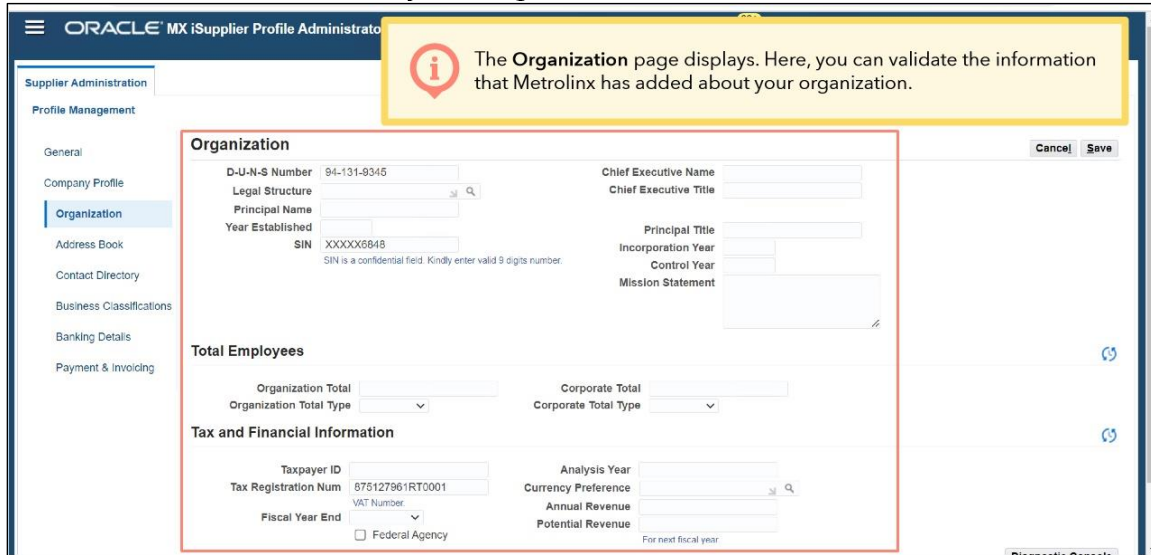 ORACLE MX iSupplier Profile Administrato
The Organization page displays. Here, you can validate the information
that Metrolinx has added about your organization.
Supplier Administration
Profile Management
General
Company Profile
Organization
Address Book
Contact Directory
Business Classifications
Banking Details
Payment & Invoicing
Organization
Cancel Save
D-U-N-S Number 94-131-9345
Legal Structure
Principal Name
Year Established
SIN XXXXX6848
SIN is a confidential field. Kindly enter valid 9 digits number.
Chief Executive Name
Chief Executive Title
Principal Title
Incorporation Year
Control Year
Mission Statement
Total Employees
Organization Total
Organization Total Type
Corporate Total
Corporate Total Type
Tax and Financial Information
Taxpayer ID
Tax Registration Num 875127961RT0001
VAT Number.
Fiscal Year End
Federal Agency
Analysis Year
Currency Preference
Annual Revenue
Potential Revenue
For next fiscal year
Diagnostic Console